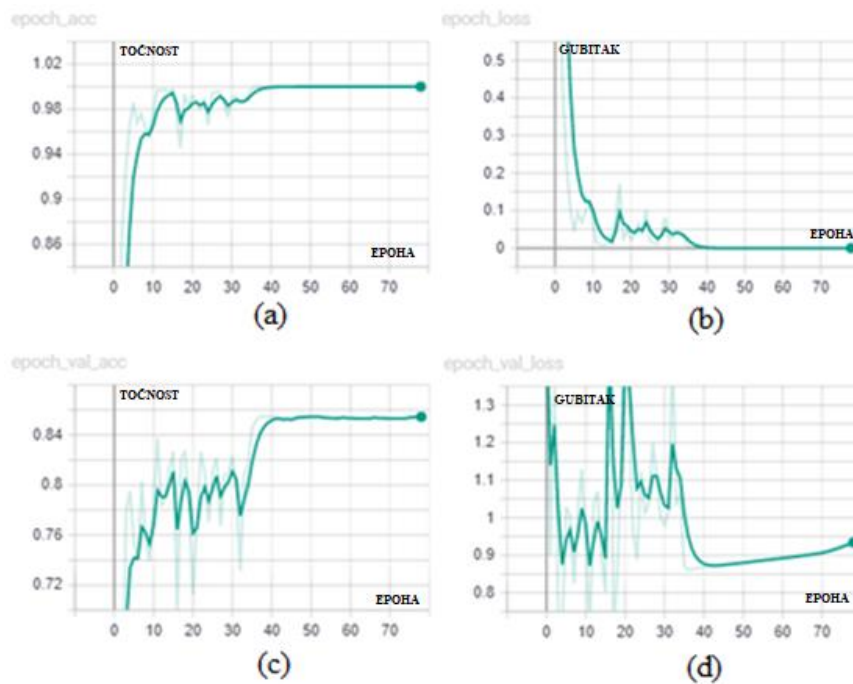 epoch_acc
TOČNOST
1.02
0.98
0.94
0.9
0.86
EPOHA
0 10 20 30 40 50 60 70
(a)
epoch_loss
GUBITAK
0.5
0.4
0.3
0.2
0.1
0
EPOHA
0 10 20 30 40 50 60 70
(b)
epoch_val_acc
TOČNOST
0.84
0.8
0.76
0.72
EPOHA
0 10 20 30 40 50 60 70
(c)
epoch_val_loss
GUBITAK
1.3
1.2
1.1
1
0.9
0.8
EPOHA
0 10 20 30 40 50 60 70
(d)